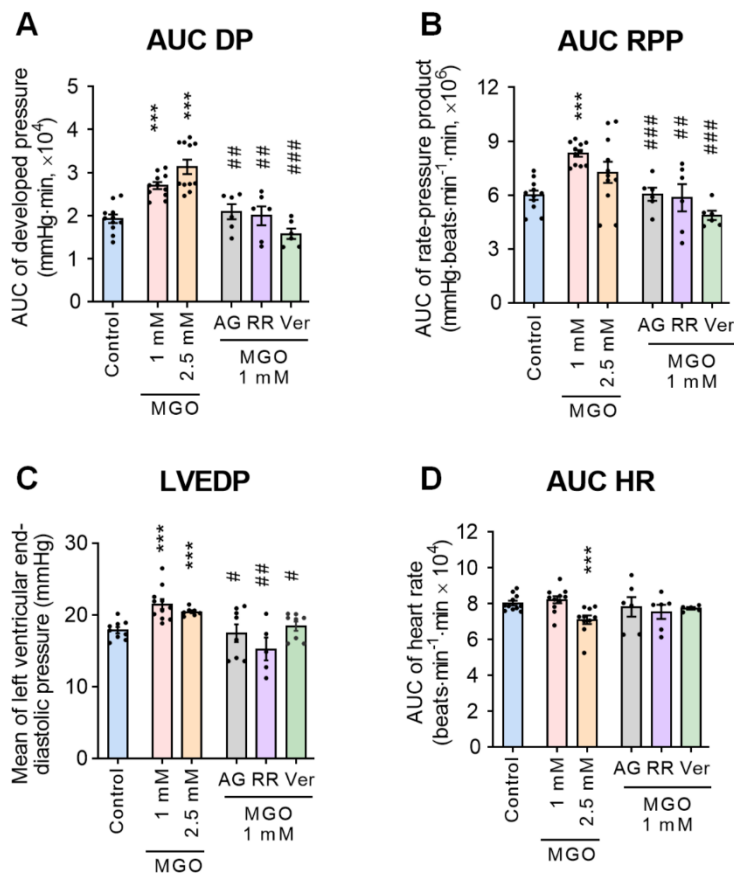 A
AUC DP
AUC of developed pressure
(mmHg·min, ×10⁴)
5
4
3
2
1
0
***
***
##
##
###
Control
1 mM
2.5 mM
MGO
AG RR Ver
MGO
1 mM
B
AUC RPP
AUC of rate-pressure product
(mmHg·beats·min⁻¹·min, ×10⁶)
12
9
6
3
0
***
###
##
###
Control
1 mM
2.5 mM
MGO
AG RR Ver
MGO
1 mM
C
LVEDP
Mean of left ventricular end-
diastolic pressure (mmHg)
30
20
10
0
***
***
#
##
#
Control
1 mM
2.5 mM
MGO
AG RR Ver
MGO
1 mM
D
AUC HR
AUC of heart rate
(beats·min⁻¹·min × 10⁴)
12
10
8
6
4
2
0
***
Control
1 mM
2.5 mM
MGO
AG RR Ver
MGO
1 mM